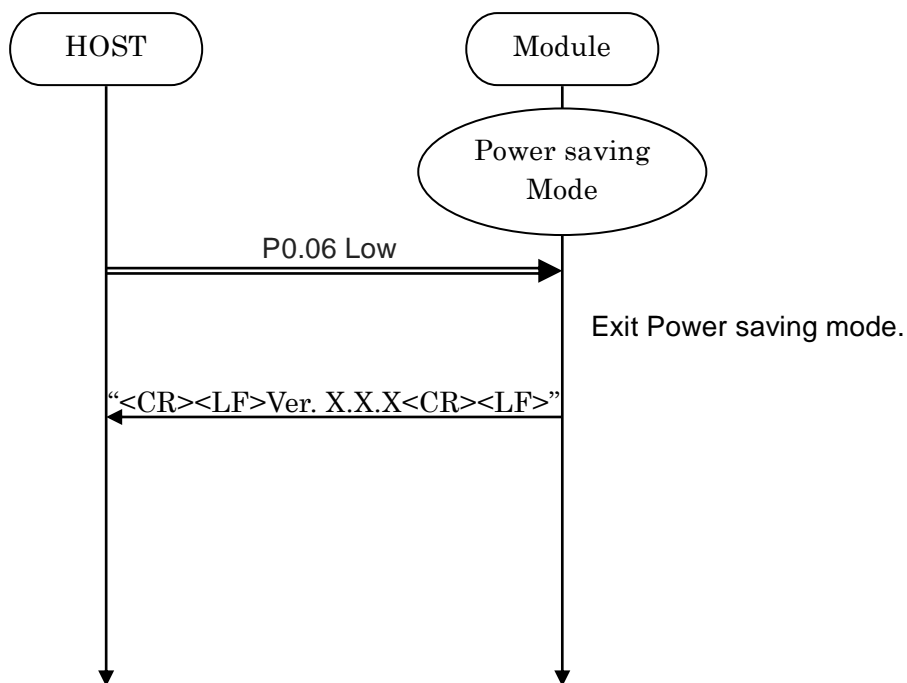 HOST
Module
Power saving
Mode
P0.06 Low
Exit Power saving mode.
“<CR><LF>Ver. X.X.X<CR><LF>”